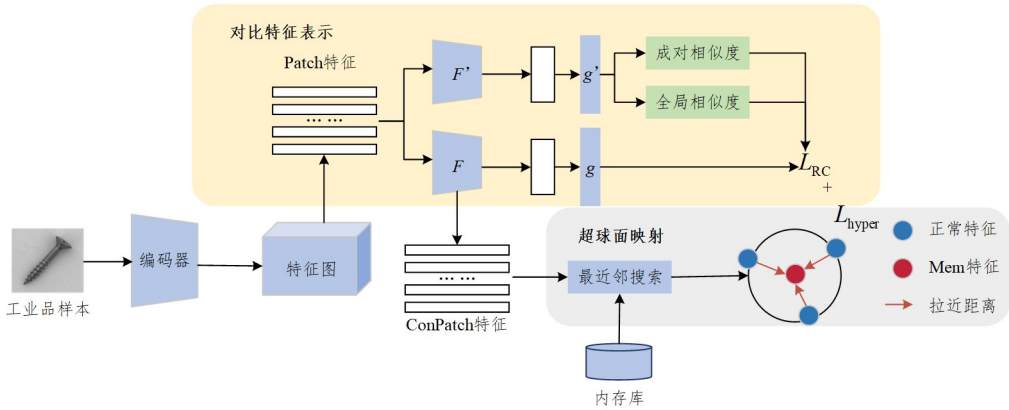 对比特征表示
Patch特征
... ...
F'
g'
成对相似度
全局相似度
F
g
L_RC
+
L_hyper
工业品样本
编码器
特征图
... ...
ConPatch特征
超球面映射
最近邻搜索
内存库
正常特征
Mem特征
拉近距离